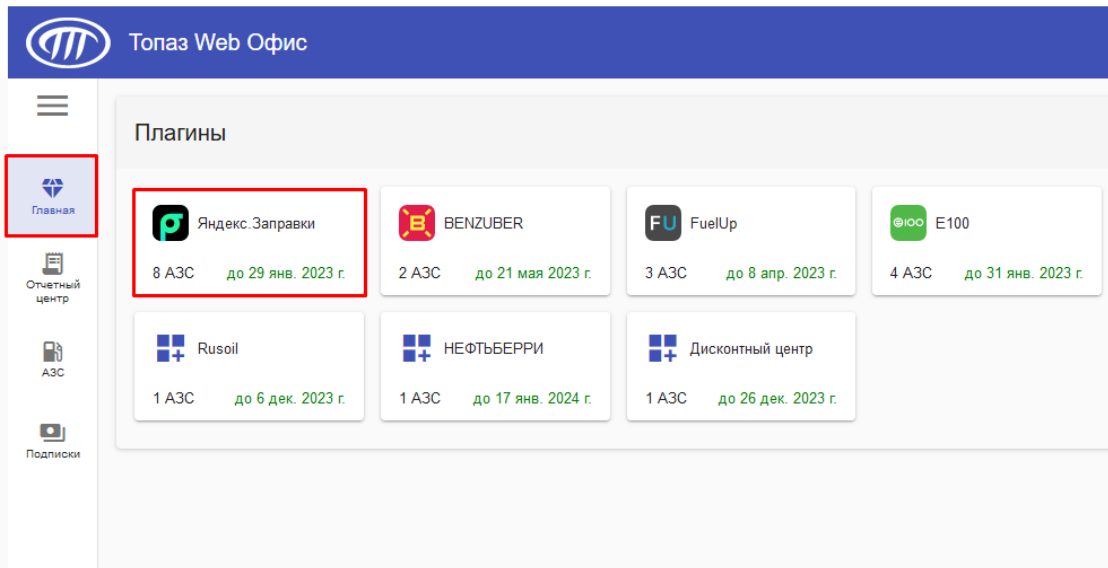 Топаз Web Офис
Плагины
Главная
Отчетный
центр
АЗС
Подписки
Яндекс.Заправки
8 АЗС до 29 янв. 2023 г.
BENZUBER
2 АЗС до 21 мая 2023 г.
FU FuelUp
3 АЗС до 8 апр. 2023 г.
e100 E100
4 АЗС до 31 янв. 2023 г.
Rusoil
1 АЗС до 6 дек. 2023 г.
НЕФТЬБЕРРИ
1 АЗС до 17 янв. 2024 г.
Дисконтный центр
1 АЗС до 26 дек. 2023 г.